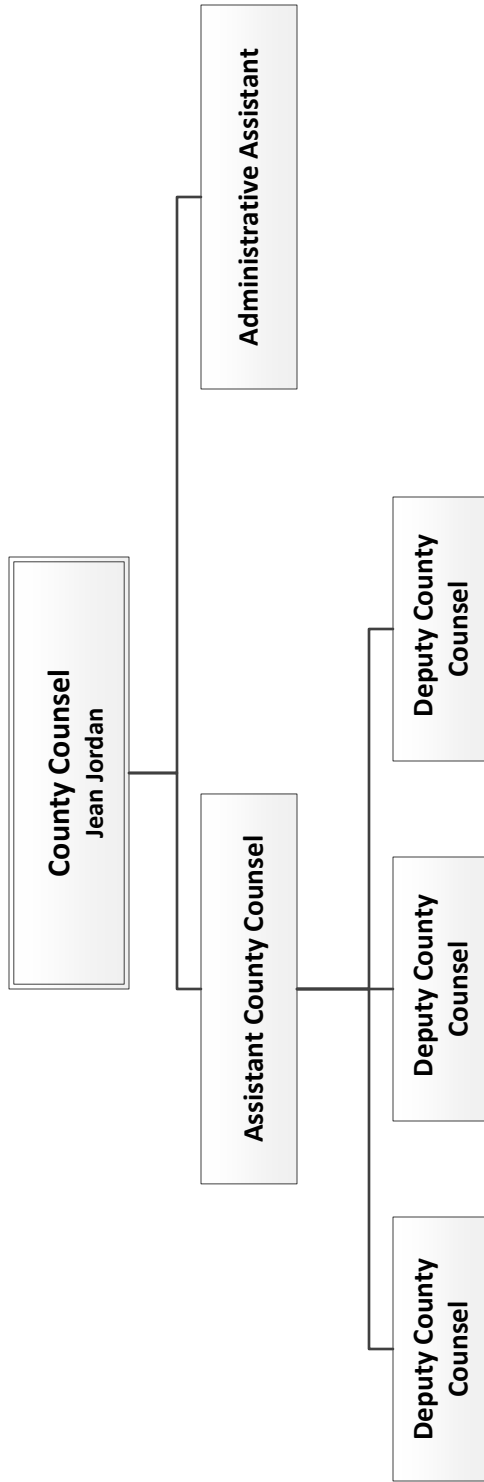 County Counsel
Jean Jordan
Assistant County Counsel
Administrative Assistant
Deputy County
Counsel
Deputy County
Counsel
Deputy County
Counsel